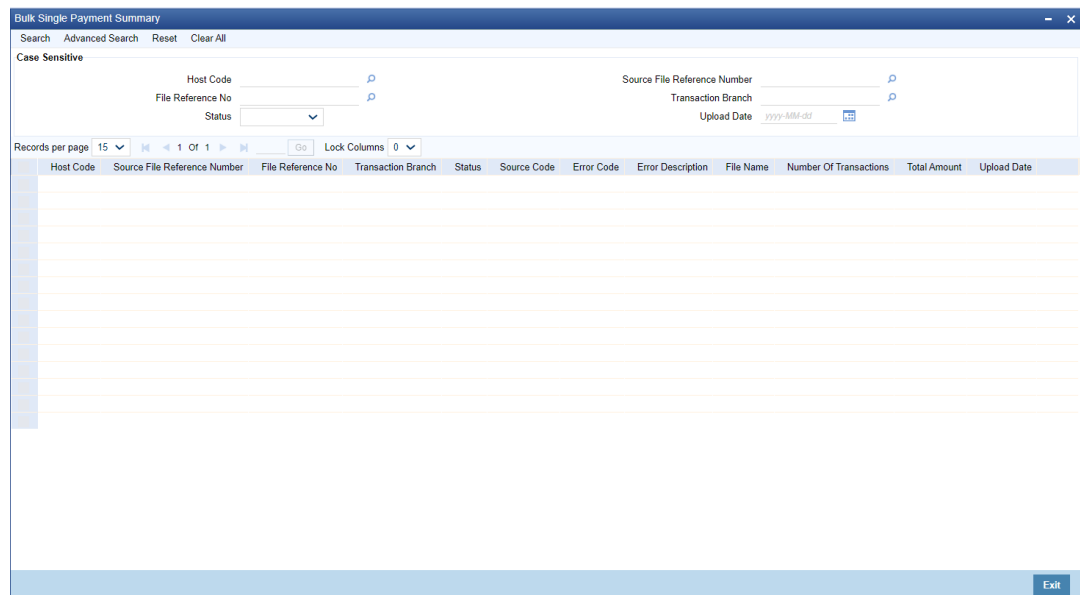 Bulk Single Payment Summary
Search Advanced Search Reset Clear All
Case Sensitive
Host Code Source File Reference Number
File Reference No Transaction Branch
Status Upload Date yyyy-MM-dd
Records per page 15 1 Of 1 Go Lock Columns 0
Host Code Source File Reference Number File Reference No Transaction Branch Status Source Code Error Code Error Description File Name Number Of Transactions Total Amount Upload Date
Exit